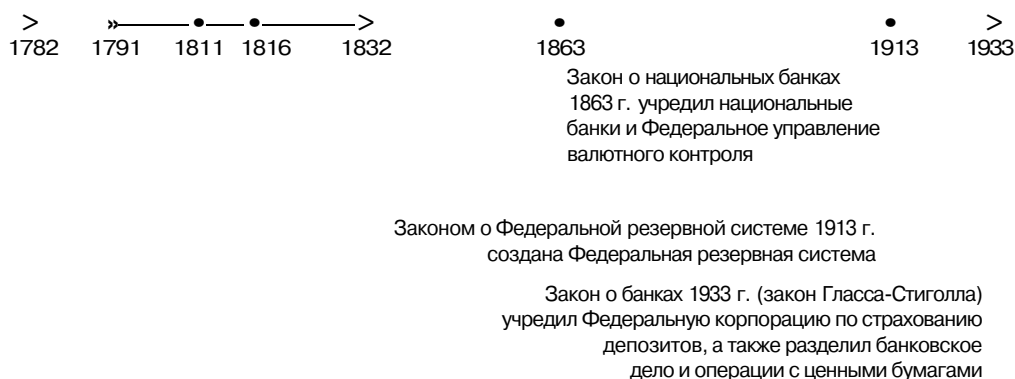 1782 1791 1811 1816 1832 1863 1913 1933
Закон о национальных банках
1863 г. учредил национальные
банки и Федеральное управление
валютного контроля
Законом о Федеральной резервной системе 1913 г.
создана Федеральная резервная система
Закон о банках 1933 г. (закон Гласса-Стиголла)
учредил Федеральную корпорацию по страхованию
депозитов, а также разделил банковское
дело и операции с ценными бумагами